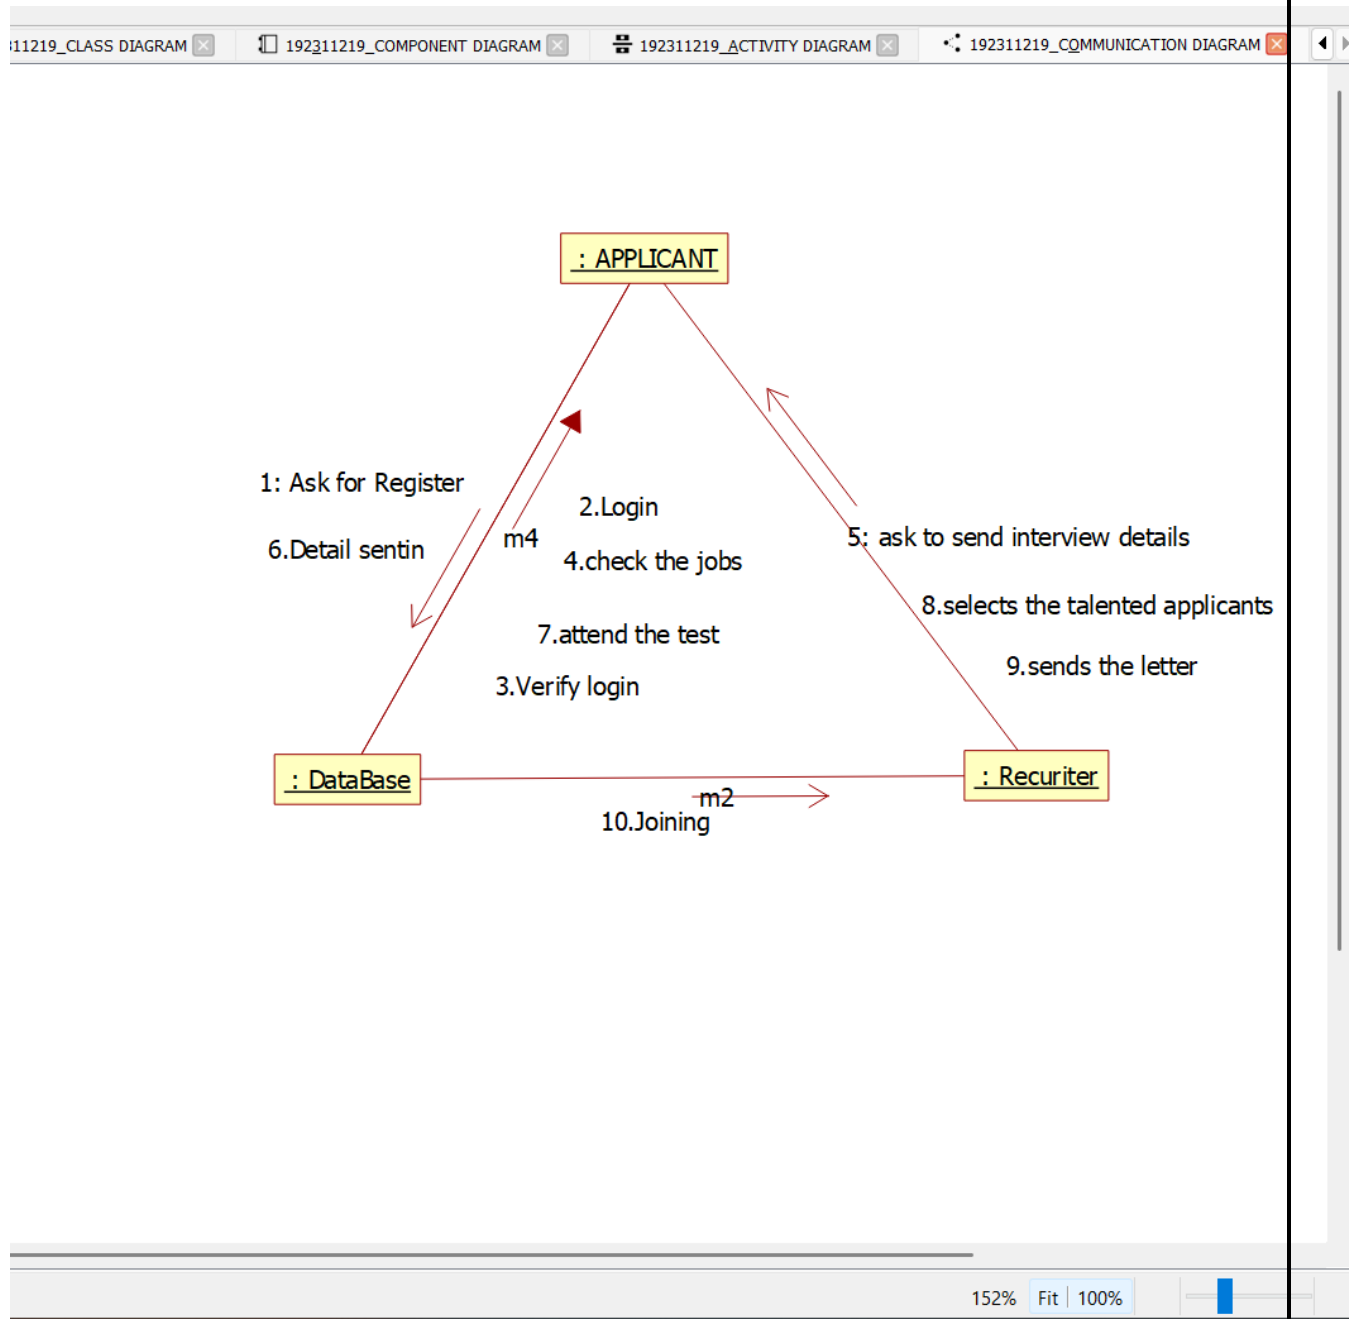 311219_CLASS DIAGRAM
192311219_COMPONENT DIAGRAM
192311219_ACTIVITY DIAGRAM
192311219_COMMUNICATION DIAGRAM
: APPLICANT
1: Ask for Register
2.Login
6.Detail sentin
m4
5: ask to send interview details
4.check the jobs
8.selects the talented applicants
7.attend the test
9.sends the letter
3.Verify login
: DataBase
: Recuriter
m2
10.Joining
152%
Fit
100%